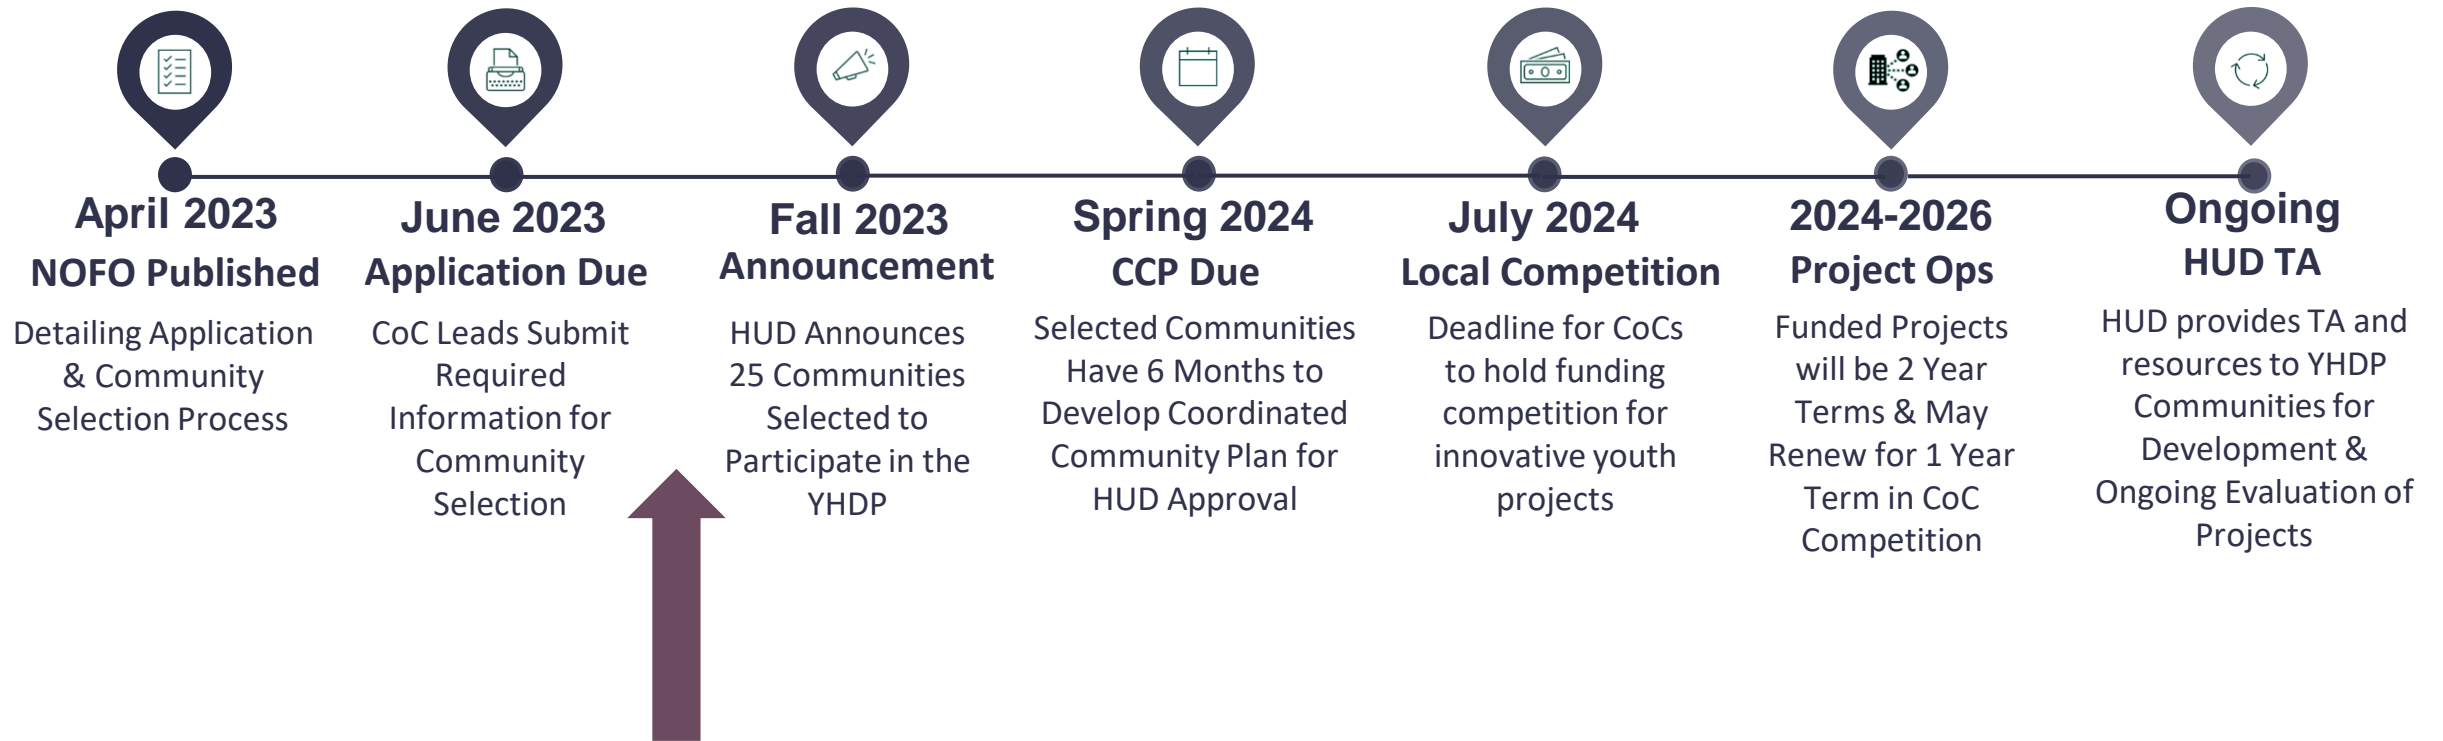 April 2023
NOFO Published
Detailing Application
& Community
Selection Process
June 2023
Application Due
CoC Leads Submit
Required
Information for
Community
Selection
Fall 2023
Announcement
HUD Announces
25 Communities
Selected to
Participate in the
YHDP
Spring 2024
CCP Due
Selected Communities
Have 6 Months to
Develop Coordinated
Community Plan for
HUD Approval
July 2024
Local Competition
Deadline for CoCs
to hold funding
competition for
innovative youth
projects
2024-2026
Project Ops
Funded Projects
will be 2 Year
Terms & May
Renew for 1 Year
Term in CoC
Competition
Ongoing
HUD TA
HUD provides TA and
resources to YHDP
Communities for
Development &
Ongoing Evaluation of
Projects